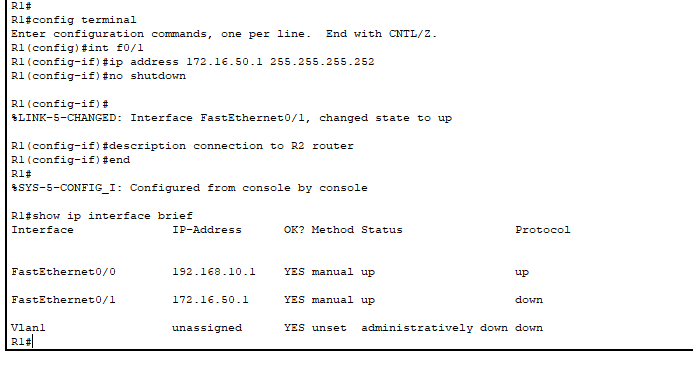 R1#
R1#config terminal
Enter configuration commands, one per line.  End with CNTL/Z.
R1(config)#int f0/1
R1(config-if)#ip address 172.16.50.1 255.255.255.252
R1(config-if)#no shutdown
R1(config-if)#
%LINK-5-CHANGED: Interface FastEthernet0/1, changed state to up
R1(config-if)#description connection to R2 router
R1(config-if)#end
R1#
%SYS-5-CONFIG_I: Configured from console by console
R1#show ip interface brief
Interface              IP-Address      OK? Method Status                Protocol
FastEthernet0/0        192.168.10.1    YES manual up                    up
FastEthernet0/1        172.16.50.1     YES manual up                    down
Vlan1                  unassigned      YES unset  administratively down down
R1#